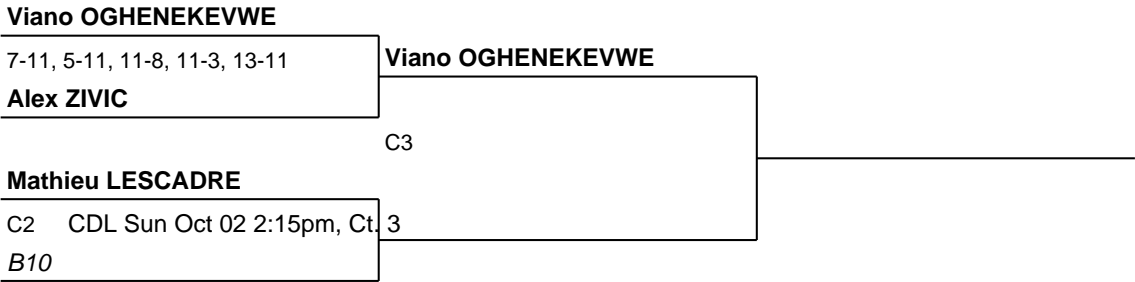 Viano OGHENEKEVWE
7-11, 5-11, 11-8, 11-3, 13-11
Viano OGHENEKEVWE
Alex ZIVIC
C3
Mathieu LESCADRE
C2 CDL Sun Oct 02 2:15pm, Ct. 3
B10